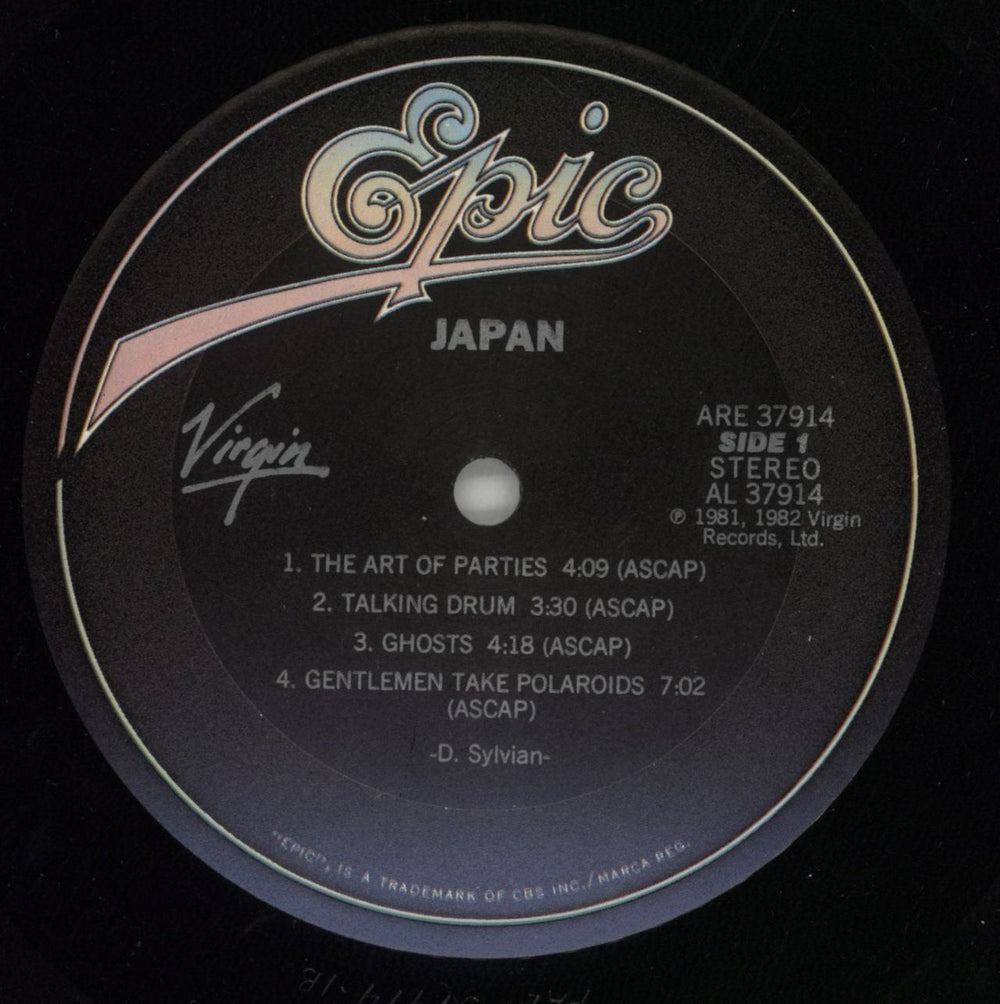 Epic
JAPAN
Virgin
ARE 37914
SIDE 1
STEREO
AL 37914
℗ 1981, 1982 Virgin
Records, Ltd.
1. THE ART OF PARTIES 4:09 (ASCAP)
2. TALKING DRUM 3:30 (ASCAP)
3. GHOSTS 4:18 (ASCAP)
4. GENTLEMEN TAKE POLAROIDS 7:02
(ASCAP)
-D. Sylvian-
"EPIC", IS A TRADEMARK OF CBS INC./MARCA REG.